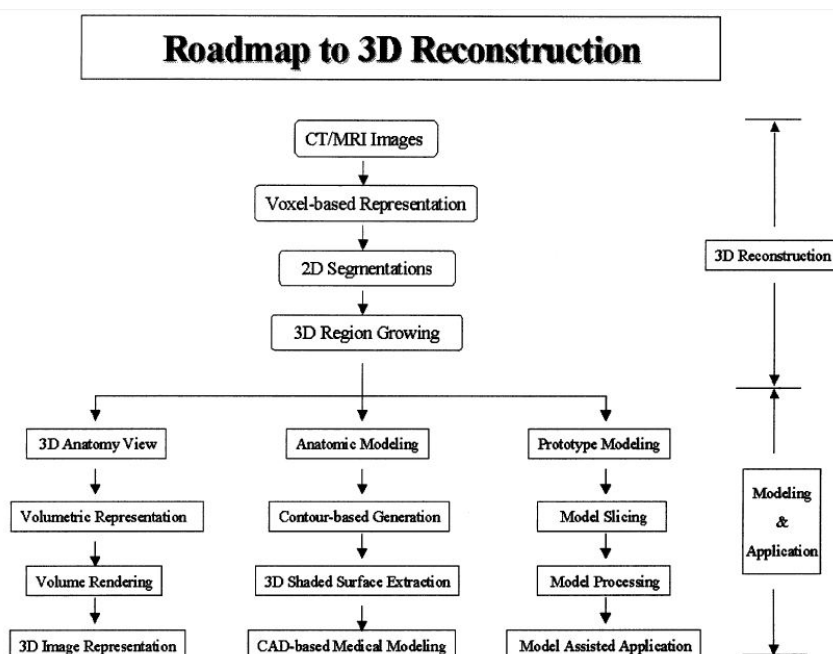 Roadmap to 3D Reconstruction
CT/MRI Images
Voxel-based Representation
2D Segmentations
3D Region Growing
3D Reconstruction
3D Anatomy View
Anatomic Modeling
Prototype Modeling
Volumetric Representation
Contour-based Generation
Model Slicing
Modeling
&
Application
Volume Rendering
3D Shaded Surface Extraction
Model Processing
3D Image Representation
CAD-based Medical Modeling
Model Assisted Application